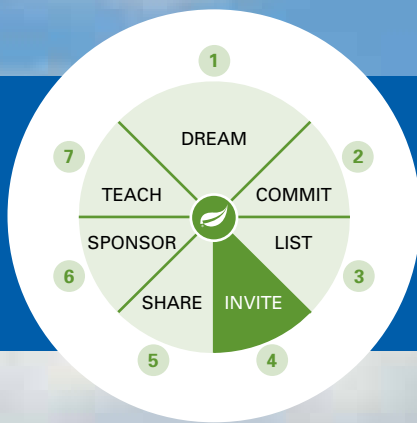 1
DREAM
7
2
TEACH
COMMIT
SPONSOR
LIST
6
3
SHARE
INVITE
5
4